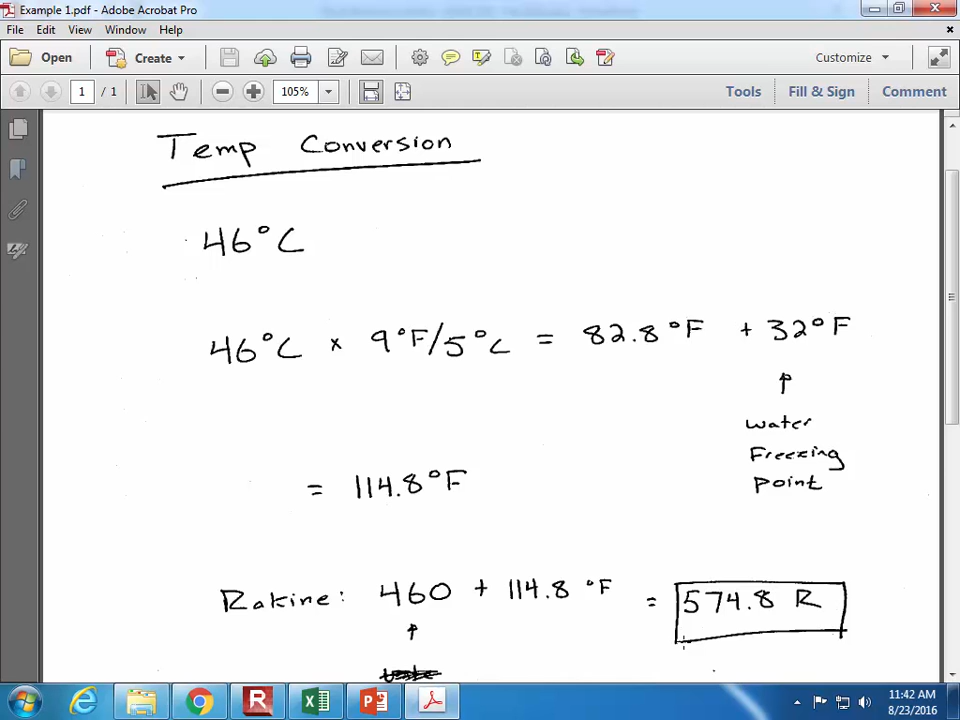 Example 1.pdf - Adobe Acrobat Pro
File Edit View Window Help
Open Create Customize
1 / 1 105% Tools Fill & Sign Comment
Temp Conversion
46°C
46°C × 9°F/5°C = 82.8°F + 32°F
↑
Water
Freezing
Point
= 114.8°F
Rakine: 460 + 114.8 °F = 574.8 R
↑
11:42 AM
8/23/2016